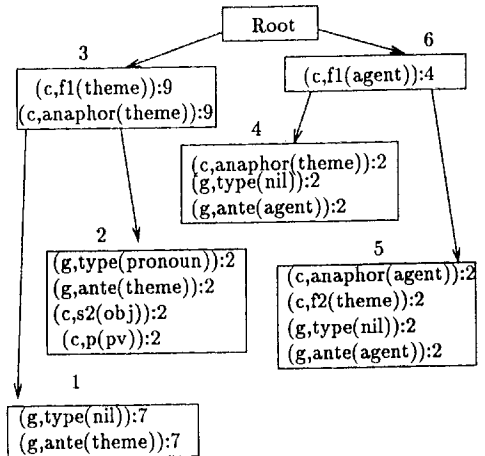 Root
3
6
(c,f1(theme)):9
(c,anaphor(theme)):9
(c,f1(agent)):4
4
(c,anaphor(theme)):2
(g,type(nil)):2
(g,ante(agent)):2
2
(g,type(pronoun)):2
(g,ante(theme)):2
(c,s2(obj)):2
(c,p(pv)):2
5
(c,anaphor(agent)):2
(c,f2(theme)):2
(g,type(nil)):2
(g,ante(agent)):2
1
(g,type(nil)):7
(g,ante(theme)):7